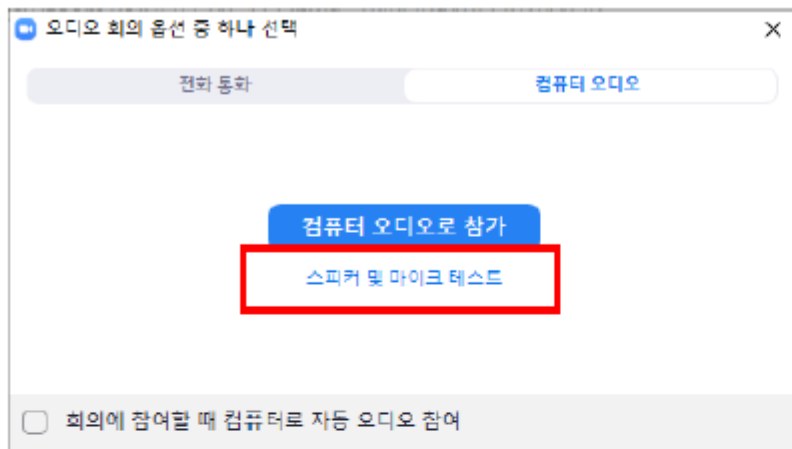 오디오 회의 옵션 중 하나 선택
전화 통화
컴퓨터 오디오
컴퓨터 오디오로 참가
스피커 및 마이크 테스트
회의에 참여할 때 컴퓨터로 자동 오디오 참여